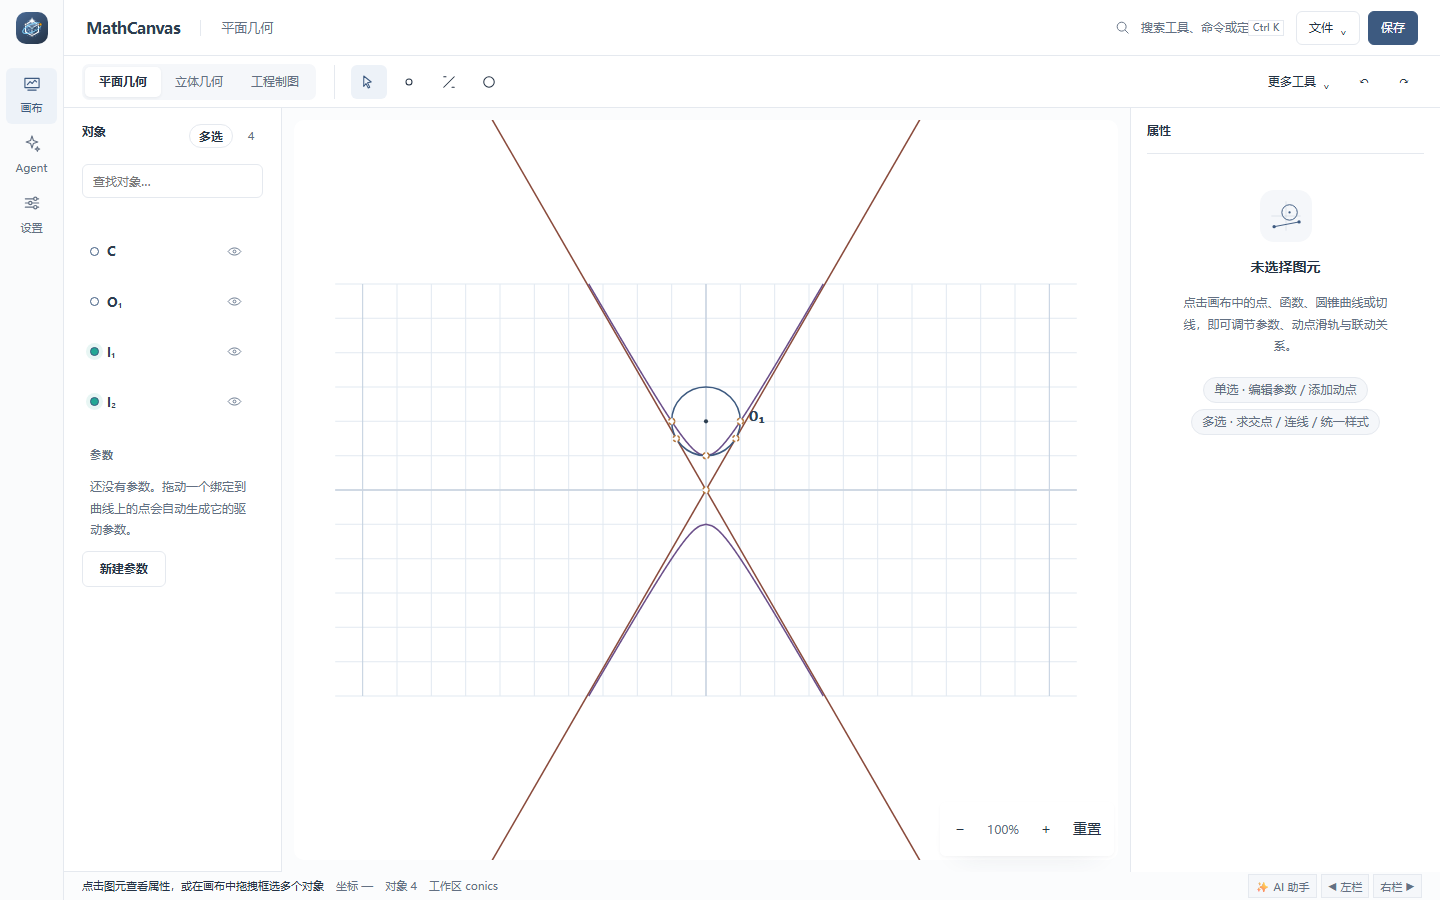 MathCanvas
平面几何
搜索工具、命令或定
Ctrl K
文件
保存
画布
Agent
设置
平面几何
立体几何
工程制图
更多工具
对象
多选
4
查找对象...
C
O₁
I₁
I₂
参数
还没有参数。拖动一个绑定到
曲线上的点会自动生成它的驱
动参数。
新建参数
O₁
− 100% + 重置
属性
未选择图元
点击画布中的点、函数、圆锥曲线或切
线，即可调节参数、动点滑轨与联动关
系。
单选 · 编辑参数 / 添加动点
多选 · 求交点 / 连线 / 统一样式
点击图元查看属性，或在画布中拖拽框选多个对象
坐标 —
对象 4
工作区 conics
✨ AI 助手
◀ 左栏
右栏 ▶